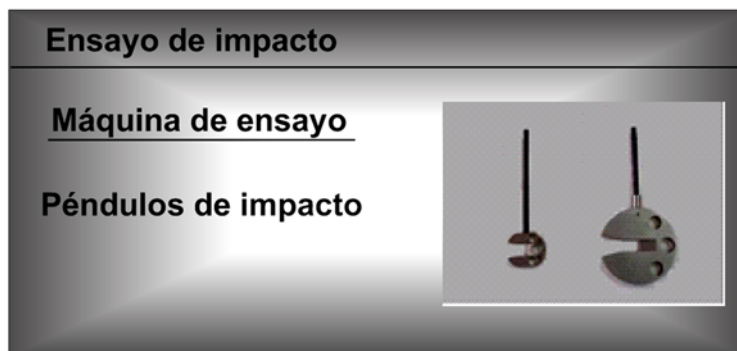 Ensayo de impacto
Máquina de ensayo
Péndulos de impacto